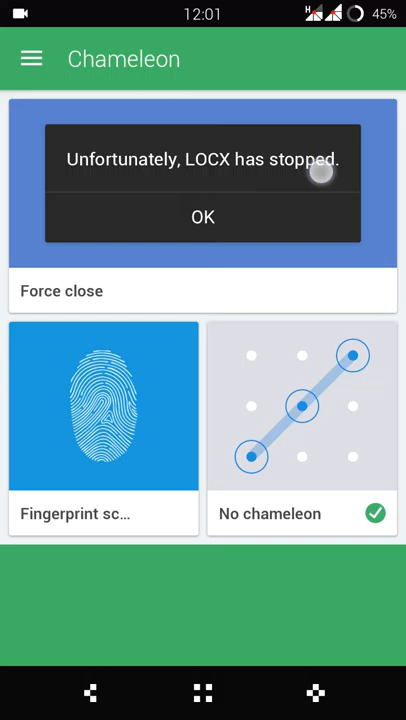 12:01
H
45%
Chameleon
Unfortunately, LOCX has stopped.
OK
Force close
Fingerprint sc...
No chameleon